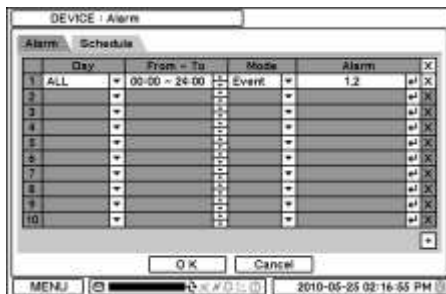 DEVICE : Alarm
Alarm Schedule
Day From ~ To Mode Alarm X
1 ALL 00:00 ~ 24:00 Event 1,2 X
2 X
3 X
4 X
5 X
6 X
7 X
8 X
9 X
10 X
+
OK Cancel
MENU 2010-05-25 02:16:55 PM